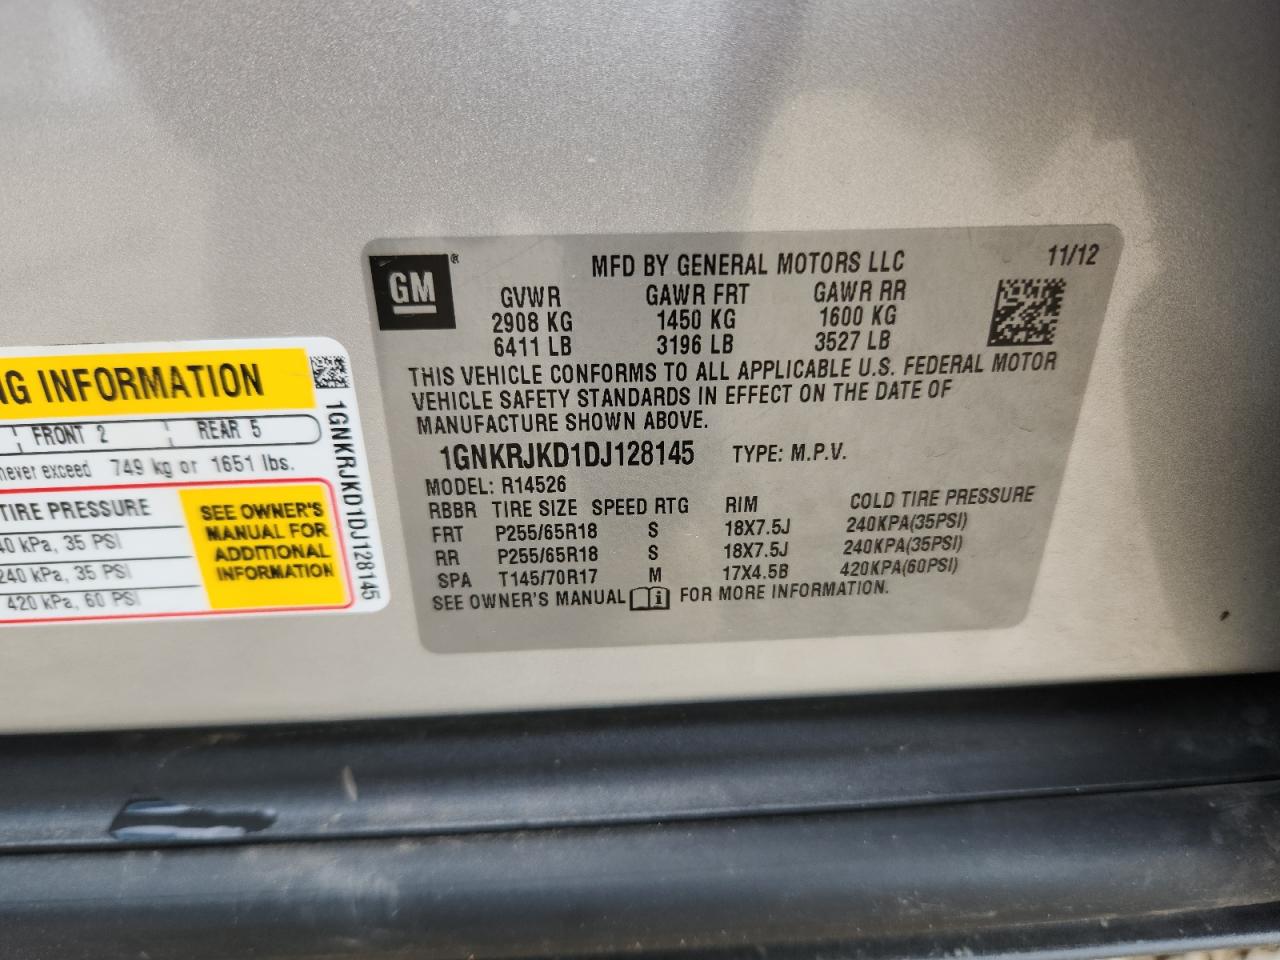 GM®
MFD BY GENERAL MOTORS LLC
11/12
GVWR GAWR FRT GAWR RR
2908 KG 1450 KG 1600 KG
6411 LB 3196 LB 3527 LB
THIS VEHICLE CONFORMS TO ALL APPLICABLE U.S. FEDERAL MOTOR
VEHICLE SAFETY STANDARDS IN EFFECT ON THE DATE OF
MANUFACTURE SHOWN ABOVE.
1GNKRJKD1DJ128145 TYPE: M.P.V.
MODEL: R14526
RBBR TIRE SIZE SPEED RTG RIM COLD TIRE PRESSURE
FRT P255/65R18 S 18X7.5J 240KPA(35PSI)
RR P255/65R18 S 18X7.5J 240KPA(35PSI)
SPA T145/70R17 M 17X4.5B 420KPA(60PSI)
SEE OWNER'S MANUAL FOR MORE INFORMATION.
NG INFORMATION
FRONT 2 REAR 5
never exceed 749 kg or 1651 lbs.
TIRE PRESSURE
40 kPa, 35 PSI
240 kPa, 35 PSI
420 kPa, 60 PSI
SEE OWNER'S
MANUAL FOR
ADDITIONAL
INFORMATION
1GNKRJKD1DJ128145